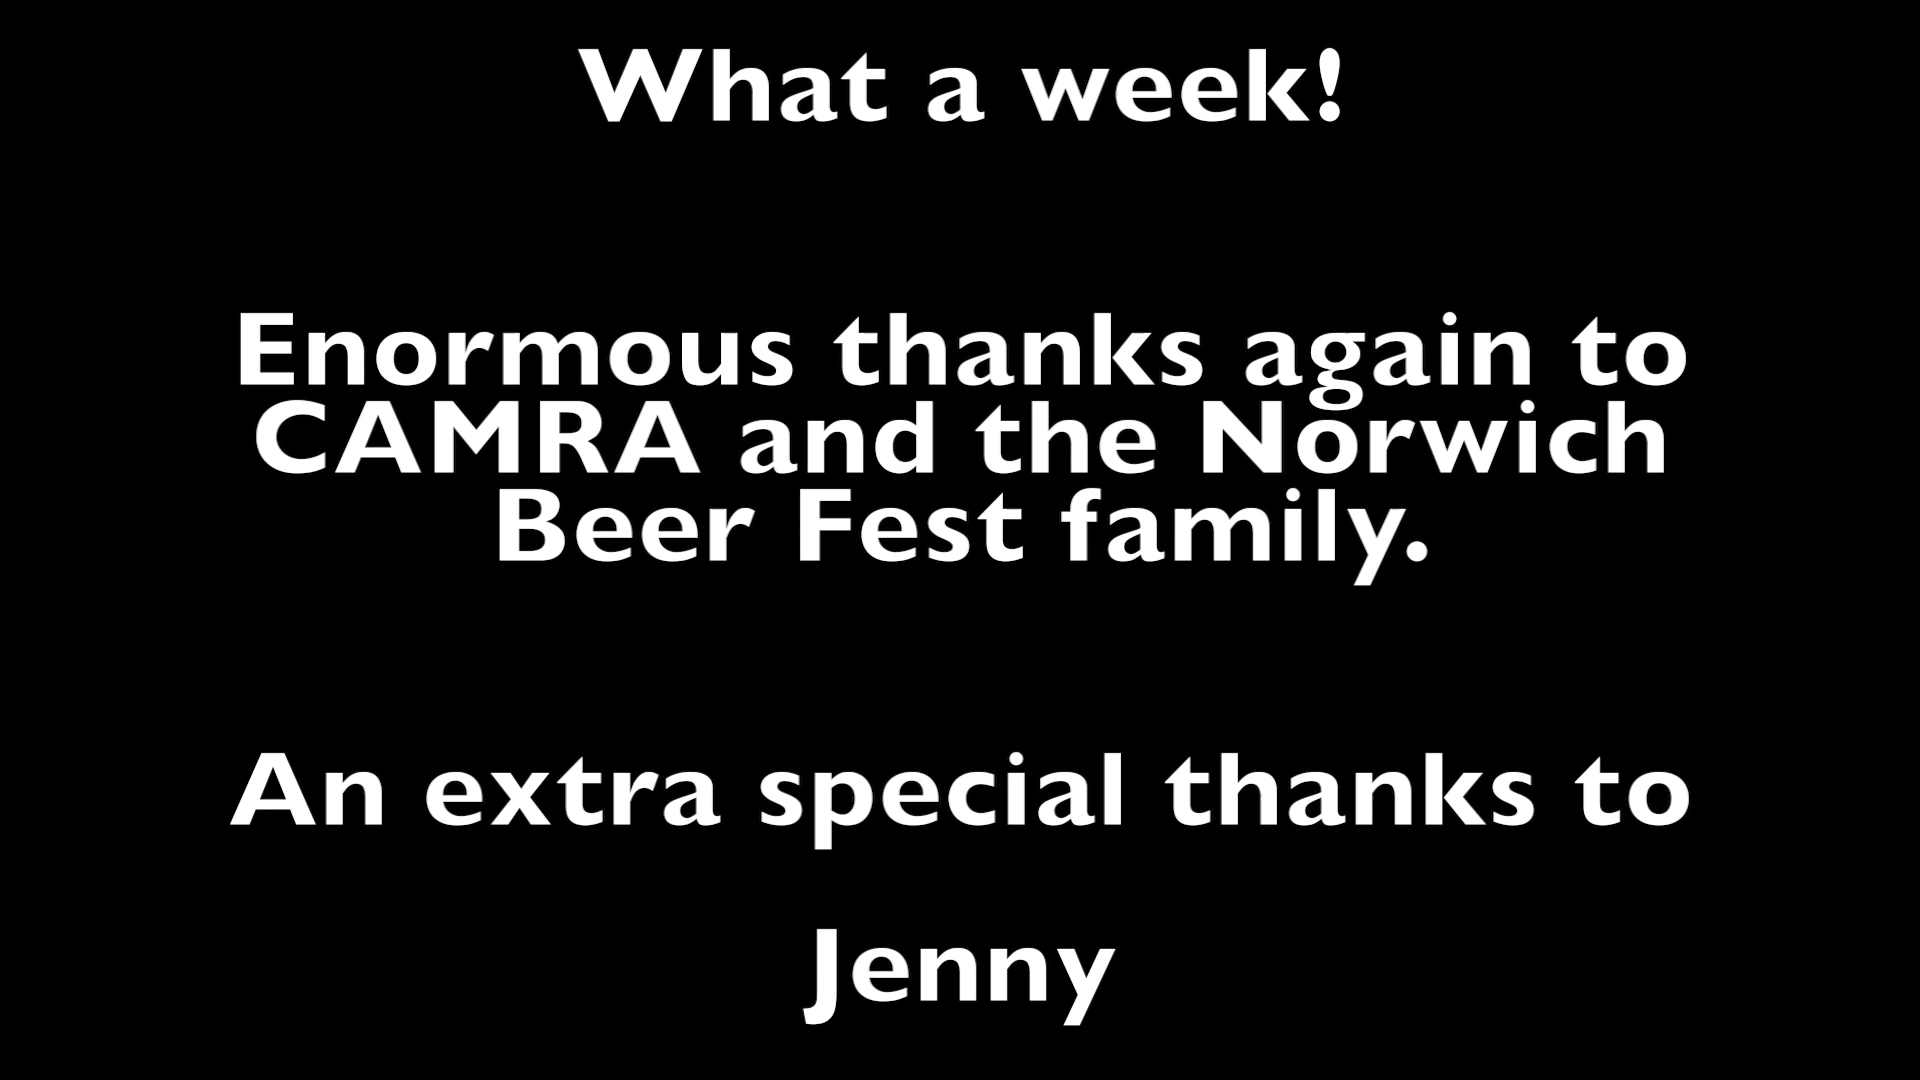 What a week!
Enormous thanks again to
CAMRA and the Norwich
Beer Fest family.
An extra special thanks to
Jenny